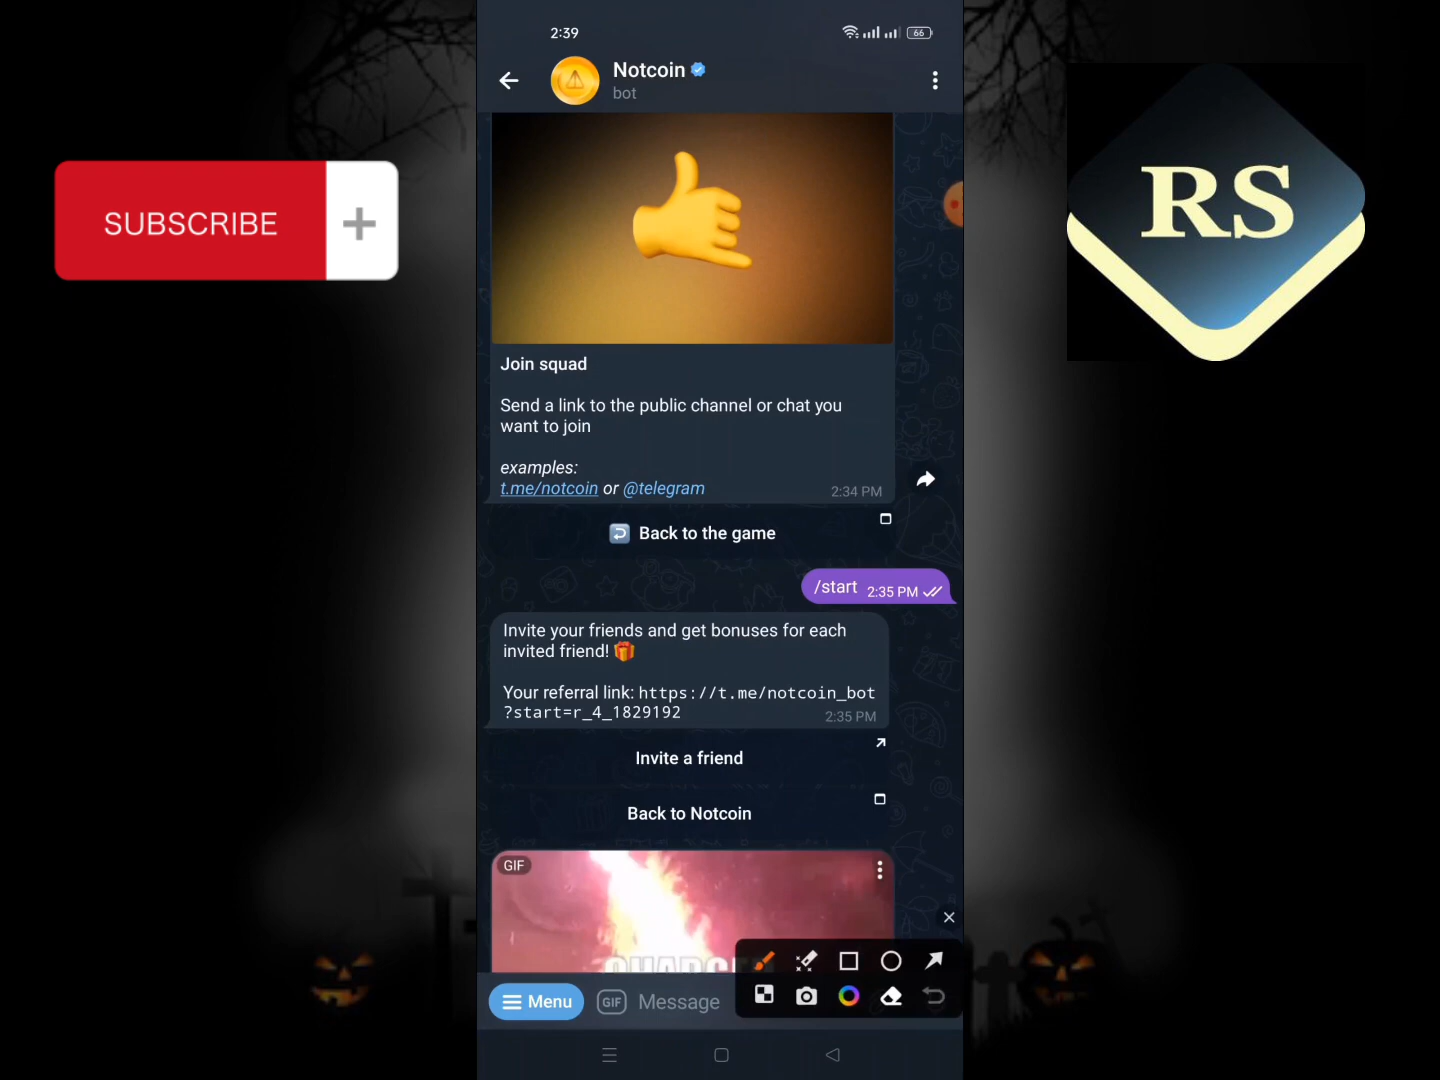 2:39
66
Notcoin
bot
SUBSCRIBE
RS
Join squad
Send a link to the public channel or chat you
want to join
examples:
t.me/notcoin or @telegram
2:34 PM
Back to the game
/start 2:35 PM
Invite your friends and get bonuses for each
invited friend!
Your referral link: https://t.me/notcoin_bot
?start=r_4_1829192
2:35 PM
Invite a friend
Back to Notcoin
GIF
Menu
GIF
Message